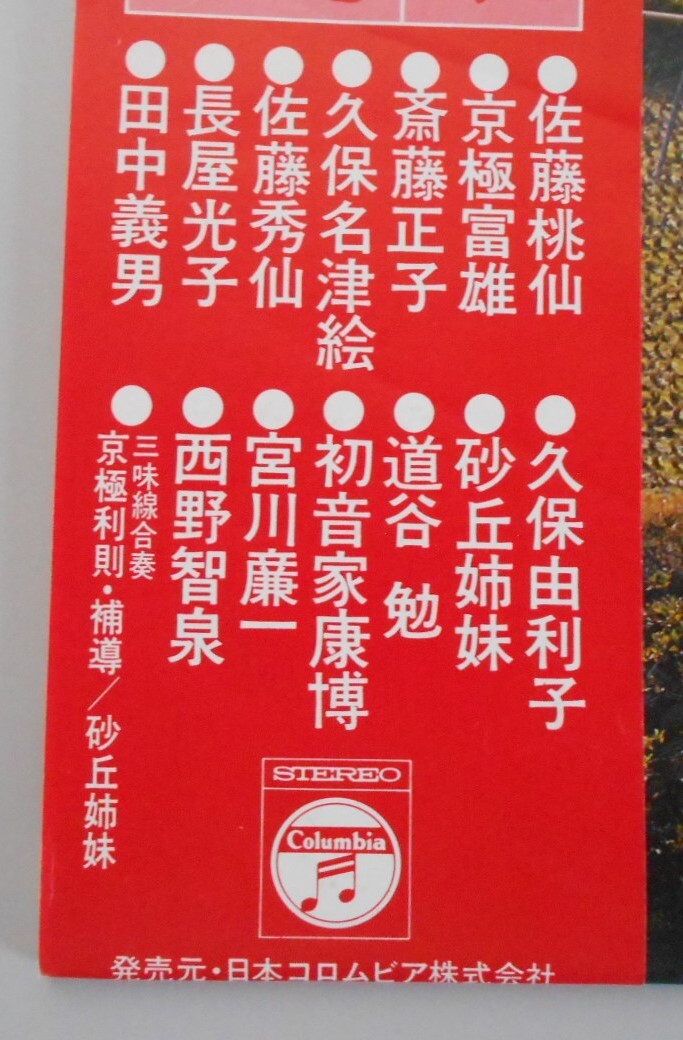 佐藤桃仙
京極富雄
斎藤正子
久保名津絵
佐藤秀仙
長屋光子
田中義男
久保由利子
砂丘姉妹
道谷 勉
初音家康博
宮川薕一
西野智泉
三味線合奏
京極利則・補導／砂丘姉妹
STEREO
Columbia
発売元・日本コロムビア株式会社